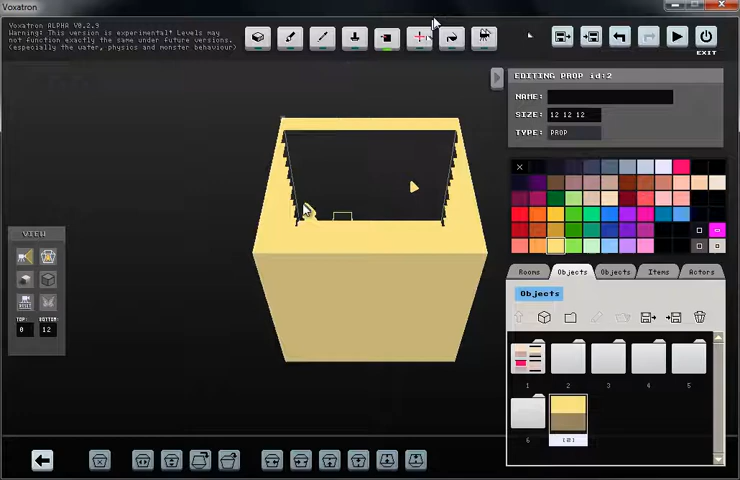 Voxatron
Voxatron ALPHA V0.2.9
Warning: This version is experimental! Levels may
not function exactly the same under future versions.
(especially the water, physics and monster behaviour)
EXIT
EDITING PROP id:2
NAME:
SIZE: 12 12 12
TYPE: PROP
VIEW
RESET
TOP: BOTTOM:
0 12
Rooms Objects Objects Items Actors
Objects
1 2 3 4 5
6 [0]